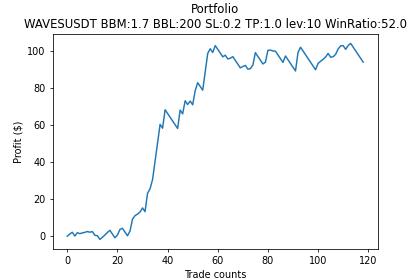 Portfolio
WAVESUSDT BBM:1.7 BBL:200 SL:0.2 TP:1.0 lev:10 WinRatio:52.0
100
80
60
40
20
0
Profit ($)
0 20 40 60 80 100 120
Trade counts